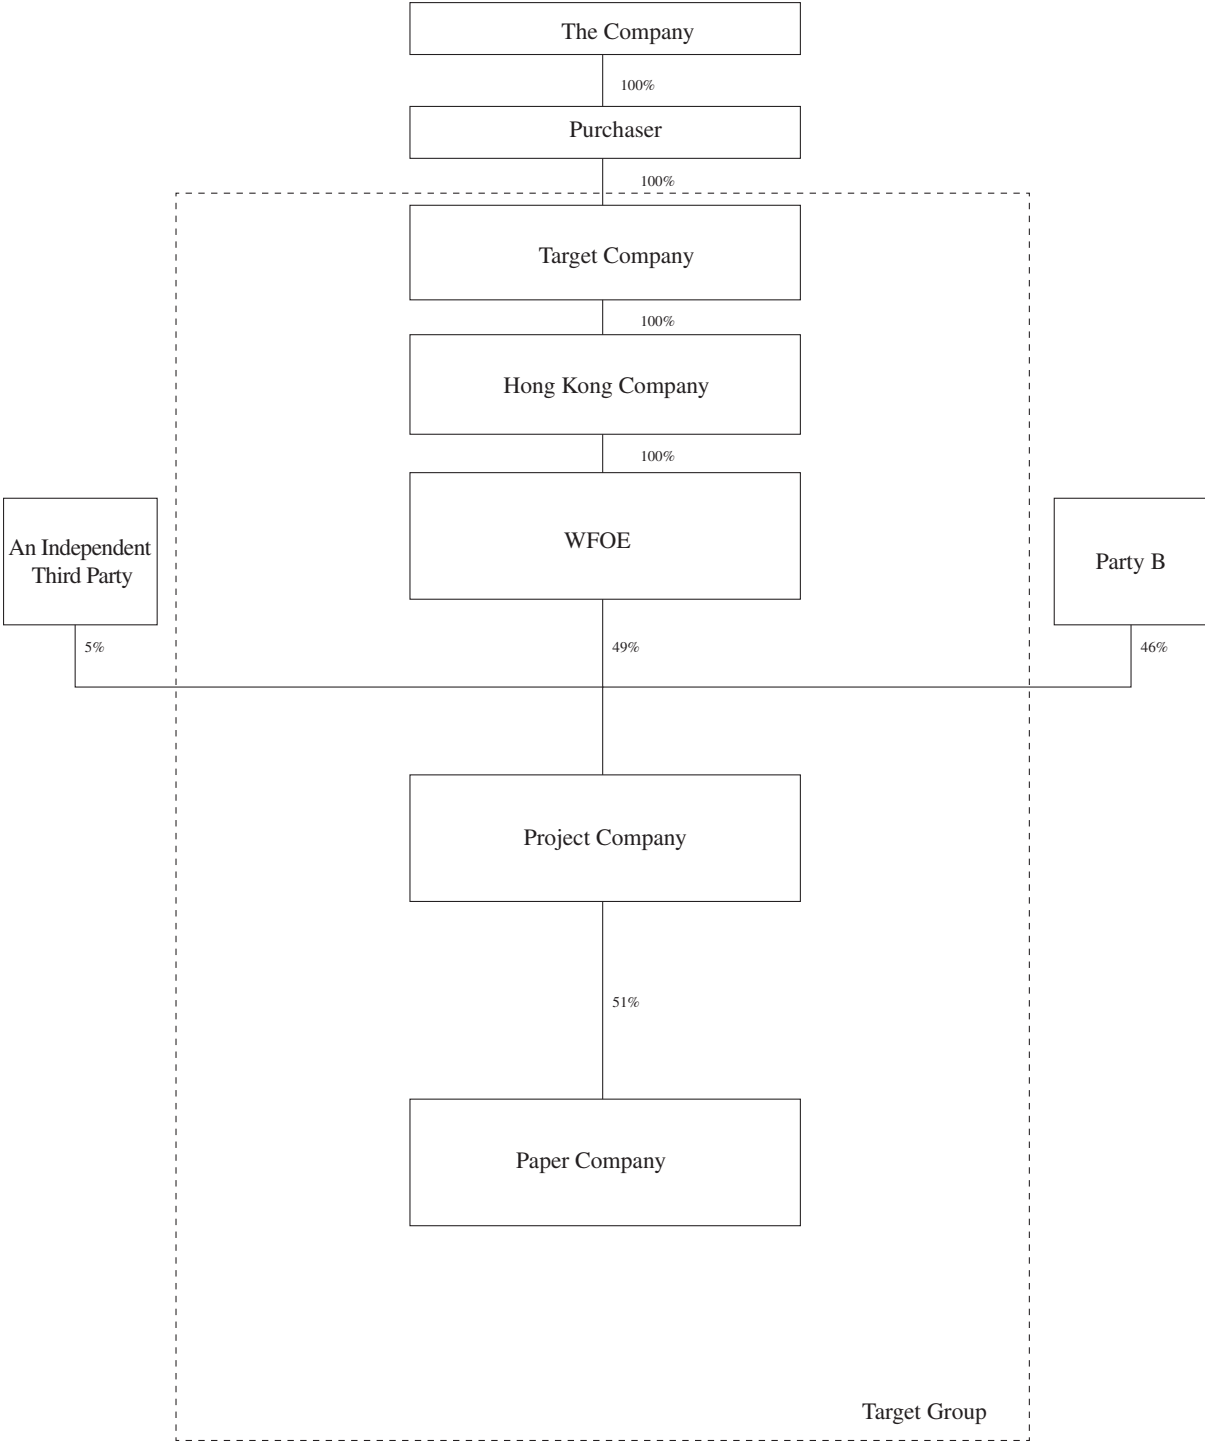 The Company
100%
Purchaser
100%
Target Company
100%
Hong Kong Company
100%
WFOE
An Independent
Third Party
Party B
5%
49%
46%
Project Company
51%
Paper Company
Target Group